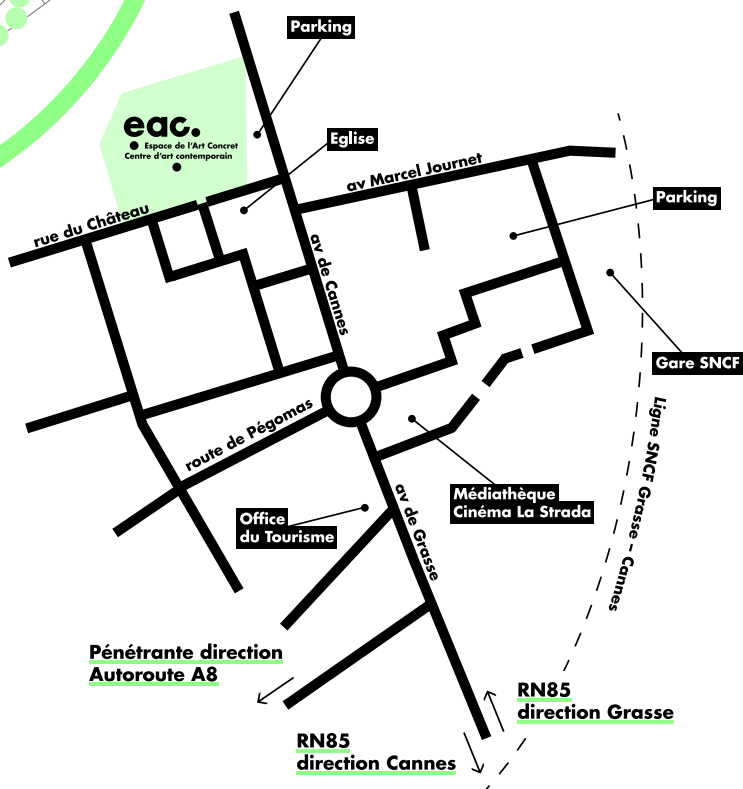 Parking
eac.
Espace de l'Art Concret
Centre d'art contemporain
Eglise
av Marcel Journet
Parking
rue du Château
av de Cannes
Gare SNCF
route de Pégomas
Ligne SNCF Grasse - Cannes
Médiathèque
Cinéma La Strada
av de Grasse
Office
du Tourisme
Pénétrante direction
Autoroute A8
RN85
direction Grasse
RN85
direction Cannes